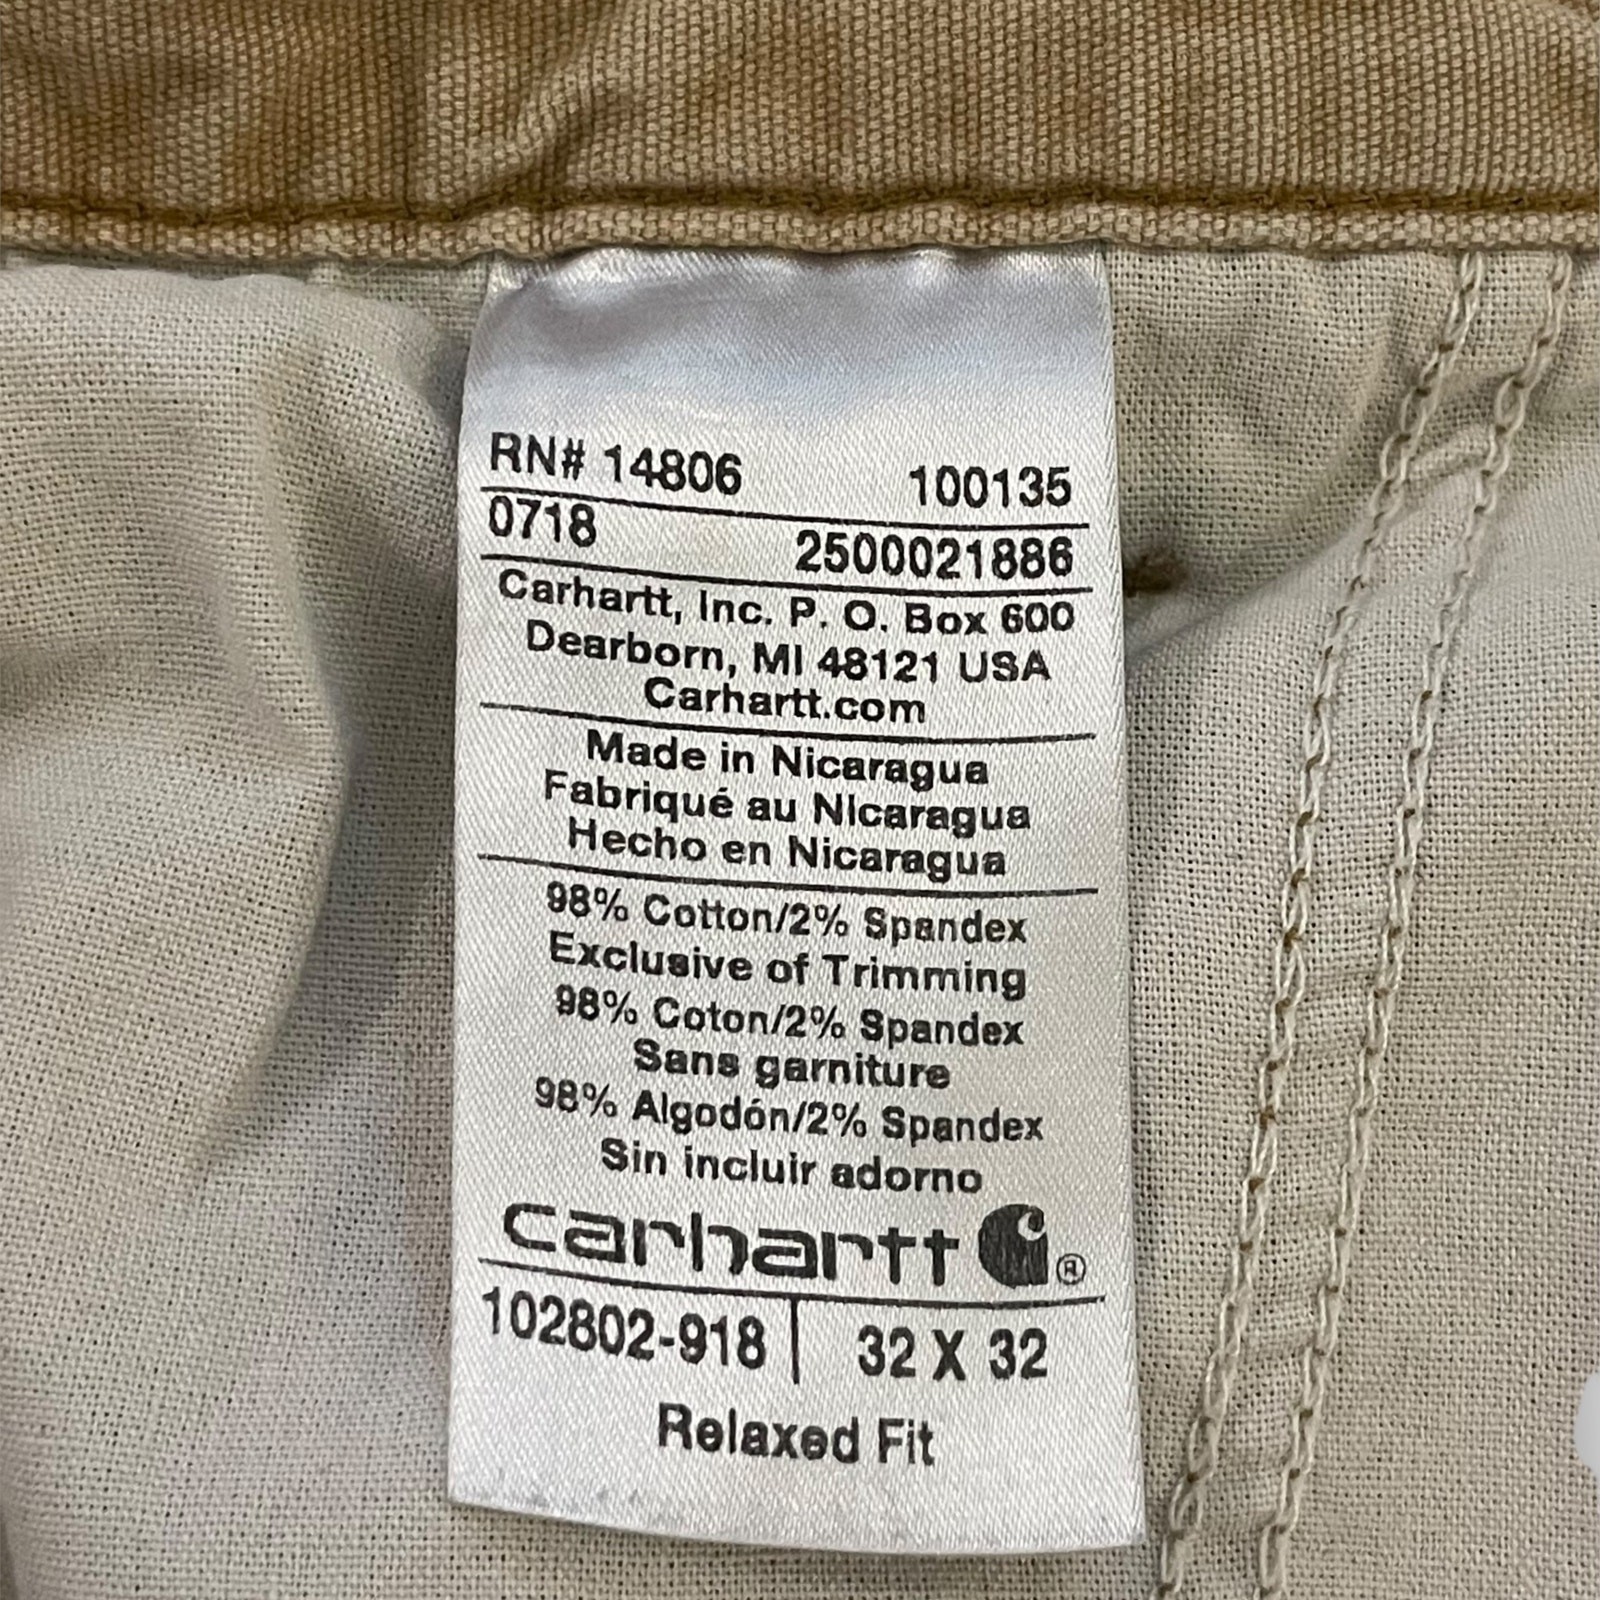 RN# 14806 100135
0718 2500021886
Carhartt, Inc. P. O. Box 600
Dearborn, MI 48121 USA
Carhartt.com
Made in Nicaragua
Fabriqué au Nicaragua
Hecho en Nicaragua
98% Cotton/2% Spandex
Exclusive of Trimming
98% Coton/2% Spandex
Sans garniture
98% Algodón/2% Spandex
Sin incluir adorno
carhartt ®
102802-918 | 32 X 32
Relaxed Fit